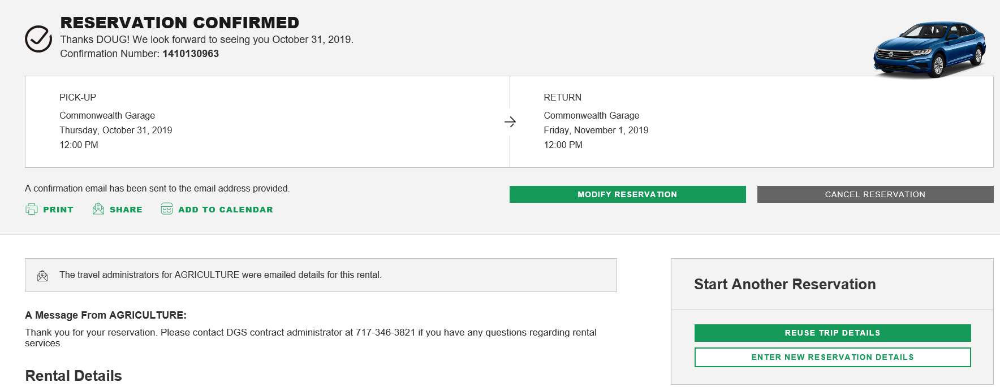 RESERVATION CONFIRMED
Thanks DOUG! We look forward to seeing you October 31, 2019.
Confirmation Number: 1410130963
PICK-UP
Commonwealth Garage
Thursday, October 31, 2019
12:00 PM
RETURN
Commonwealth Garage
Friday, November 1, 2019
12:00 PM
A confirmation email has been sent to the email address provided.
PRINT SHARE ADD TO CALENDAR
MODIFY RESERVATION
CANCEL RESERVATION
The travel administrators for AGRICULTURE were emailed details for this rental.
A Message From AGRICULTURE:
Thank you for your reservation. Please contact DGS contract administrator at 717-346-3821 if you have any questions regarding rental
services.
Rental Details
Start Another Reservation
REUSE TRIP DETAILS
ENTER NEW RESERVATION DETAILS